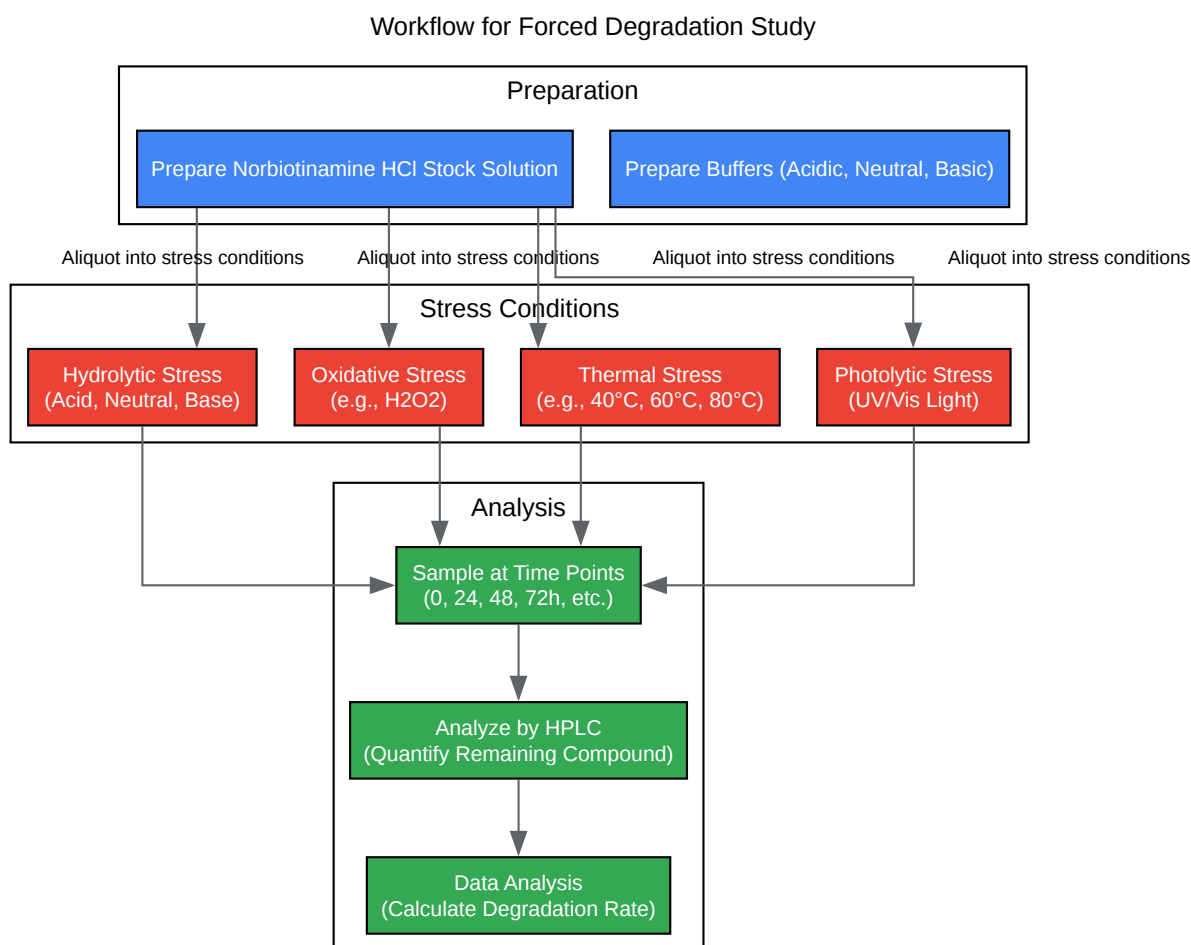 Workflow for Forced Degradation Study
Preparation
Prepare Norbiotinamine HCl Stock Solution
Prepare Buffers (Acidic, Neutral, Basic)
Aliquot into stress conditions
Aliquot into stress conditions
Aliquot into stress conditions
Aliquot into stress conditions
Stress Conditions
Hydrolytic Stress
(Acid, Neutral, Base)
Oxidative Stress
(e.g., H2O2)
Thermal Stress
(e.g., 40°C, 60°C, 80°C)
Photolytic Stress
(UV/Vis Light)
Analysis
Sample at Time Points
(0, 24, 48, 72h, etc.)
Analyze by HPLC
(Quantify Remaining Compound)
Data Analysis
(Calculate Degradation Rate)